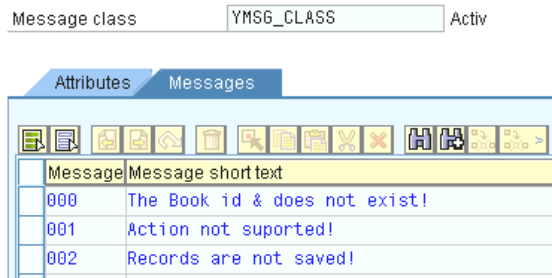 Message class YMSG_CLASS Activ
Attributes Messages
Message Message short text
000 The Book id & does not exist!
001 Action not suported!
002 Records are not saved!